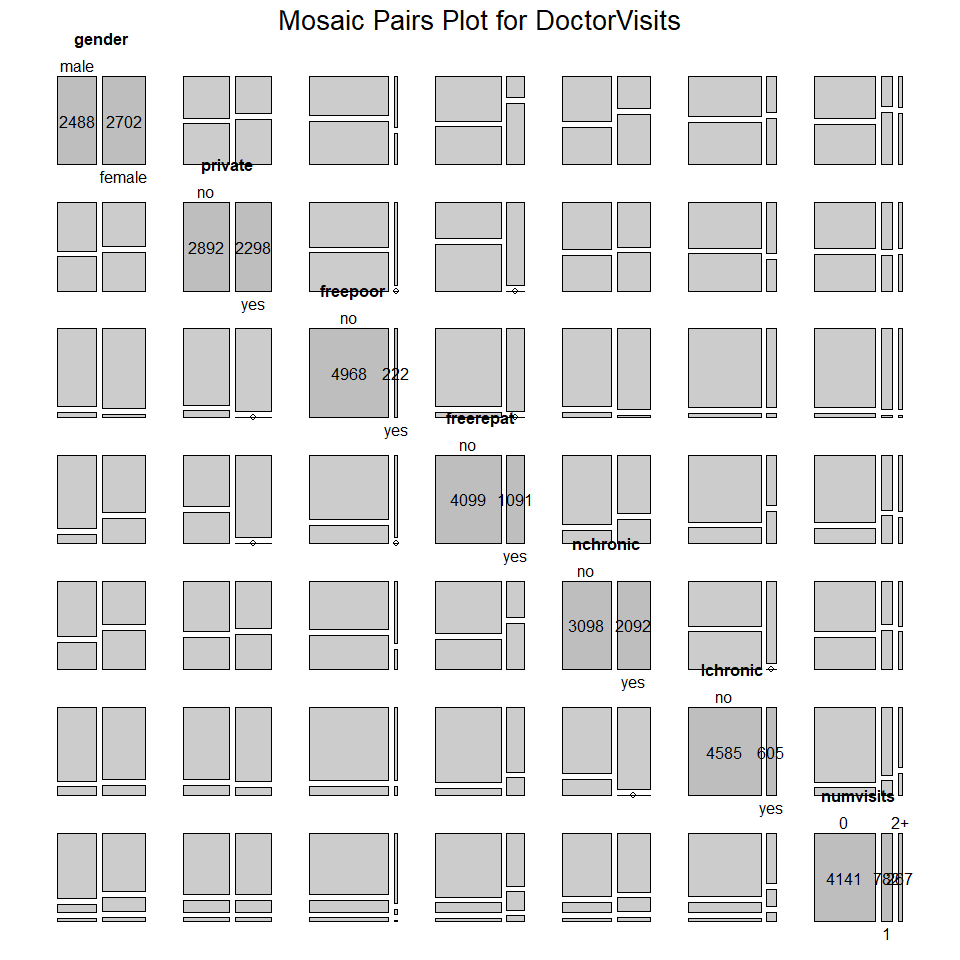 Mosaic Pairs Plot for DoctorVisits
gender
male
2488 2702
female
private
no
2892 2298
yes
freepoor
no
4968 222
yes
freerepat
no
4099 1091
yes
nchronic
no
3098 2092
yes
lchronic
no
4585 605
yes
numvisits
0 2+
4141 782 267
1